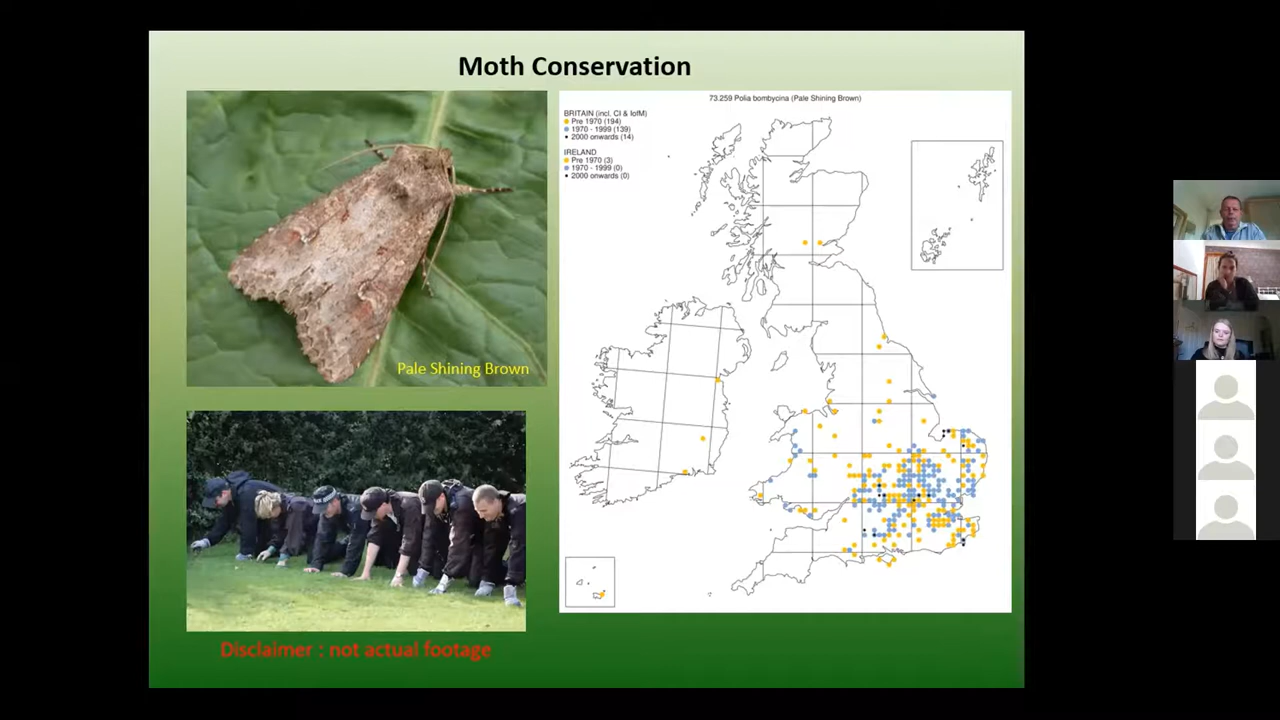 Moth Conservation
73.259 Polia bombycina (Pale Shining Brown)
BRITAIN (incl. CI & IofM)
Pre 1970 (194)
1970 - 1999 (139)
2000 onwards (14)
IRELAND
Pre 1970 (3)
1970 - 1999 (0)
2000 onwards (0)
Pale Shining Brown
Disclaimer : not actual footage